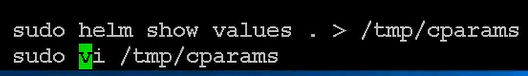 sudo helm show values . > /tmp/cparams
sudo vi /tmp/cparams